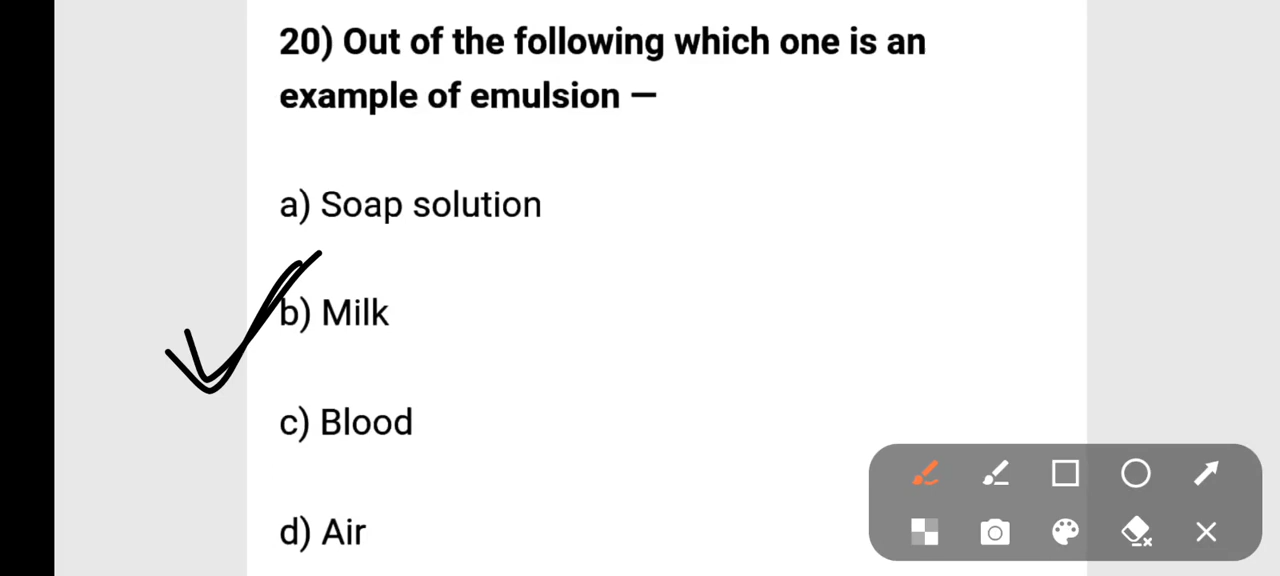 20) Out of the following which one is an
example of emulsion —
a) Soap solution
b) Milk
c) Blood
d) Air